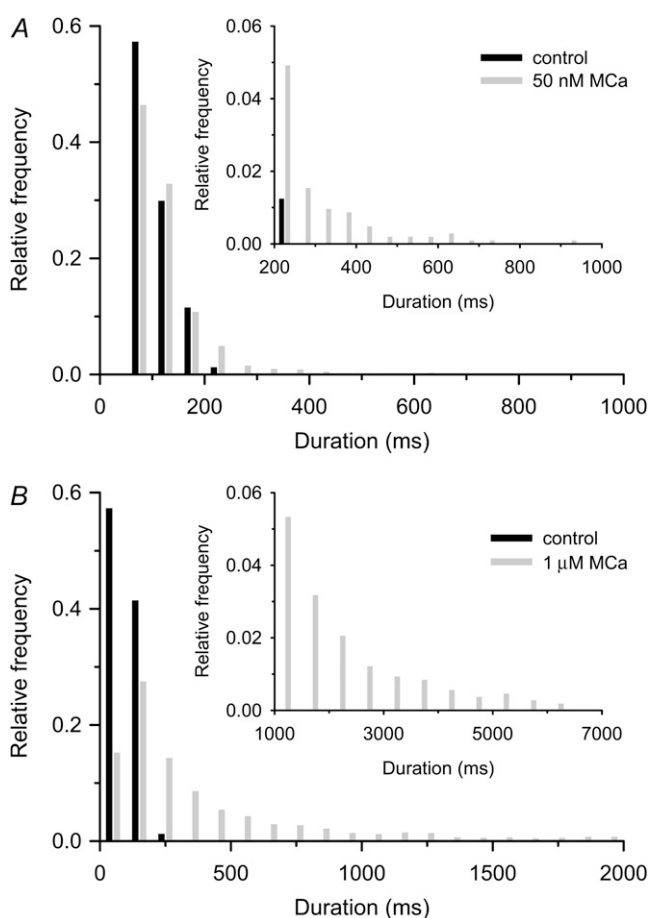 A
Relative frequency
0.6
0.4
0.2
0.0
0 200 400 600 800 1000
Duration (ms)
Relative frequency
0.06
0.04
0.02
0.00
200 400 600 800 1000
Duration (ms)
control
50 nM MCa
B
Relative frequency
0.6
0.4
0.2
0.0
0 500 1000 1500 2000
Duration (ms)
Relative frequency
0.06
0.04
0.02
0.00
1000 3000 5000 7000
Duration (ms)
control
1 μM MCa